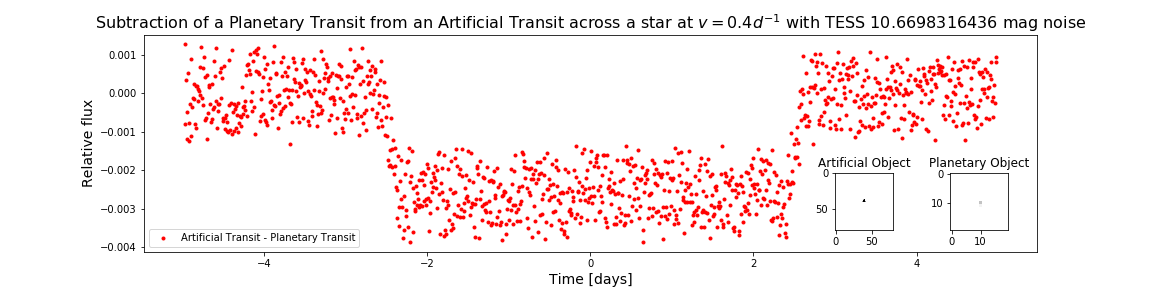 Subtraction of a Planetary Transit from an Artificial Transit across a star at v = 0.4d⁻¹ with TESS 10.6698316436 mag noise
Relative flux
0.001
0.000
−0.001
−0.002
−0.003
−0.004
Artificial Transit - Planetary Transit
Artificial Object
0
50
0 50
Planetary Object
0
10
0 10
−4 −2 0 2 4
Time [days]